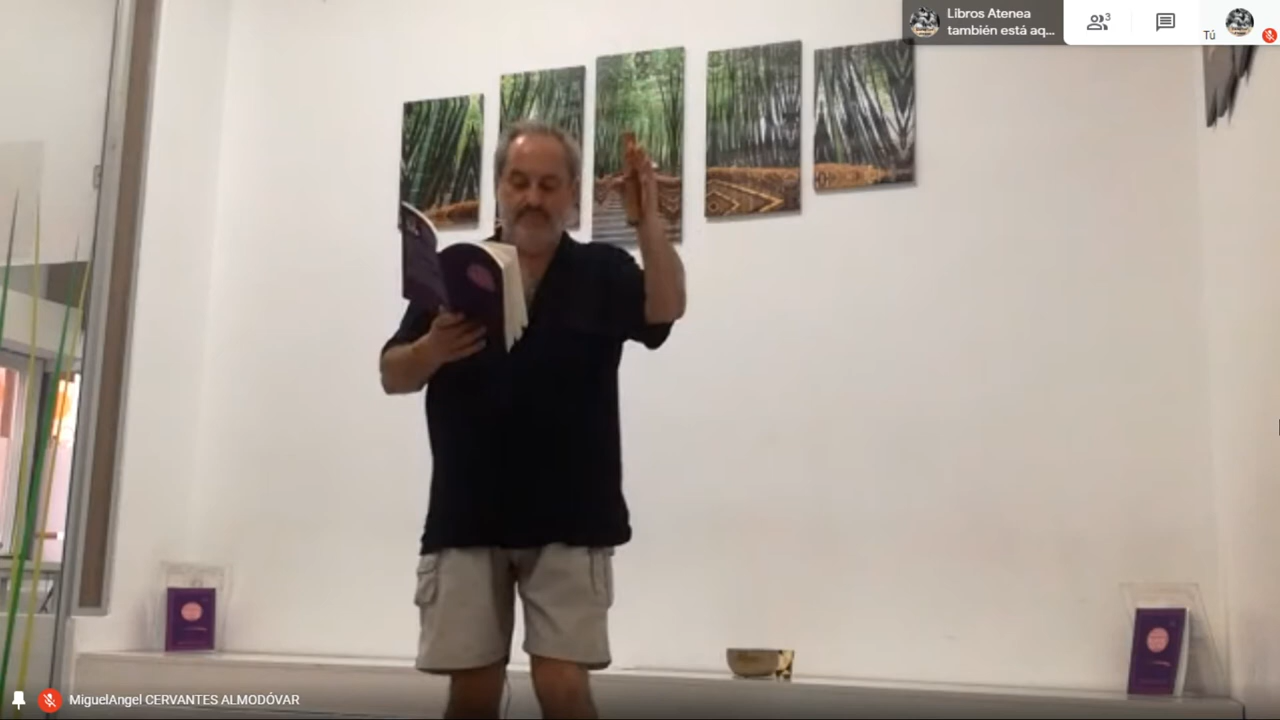 Libros Atenea
también está aq...
3
Tú
MiguelAngel CERVANTES ALMODÓVAR